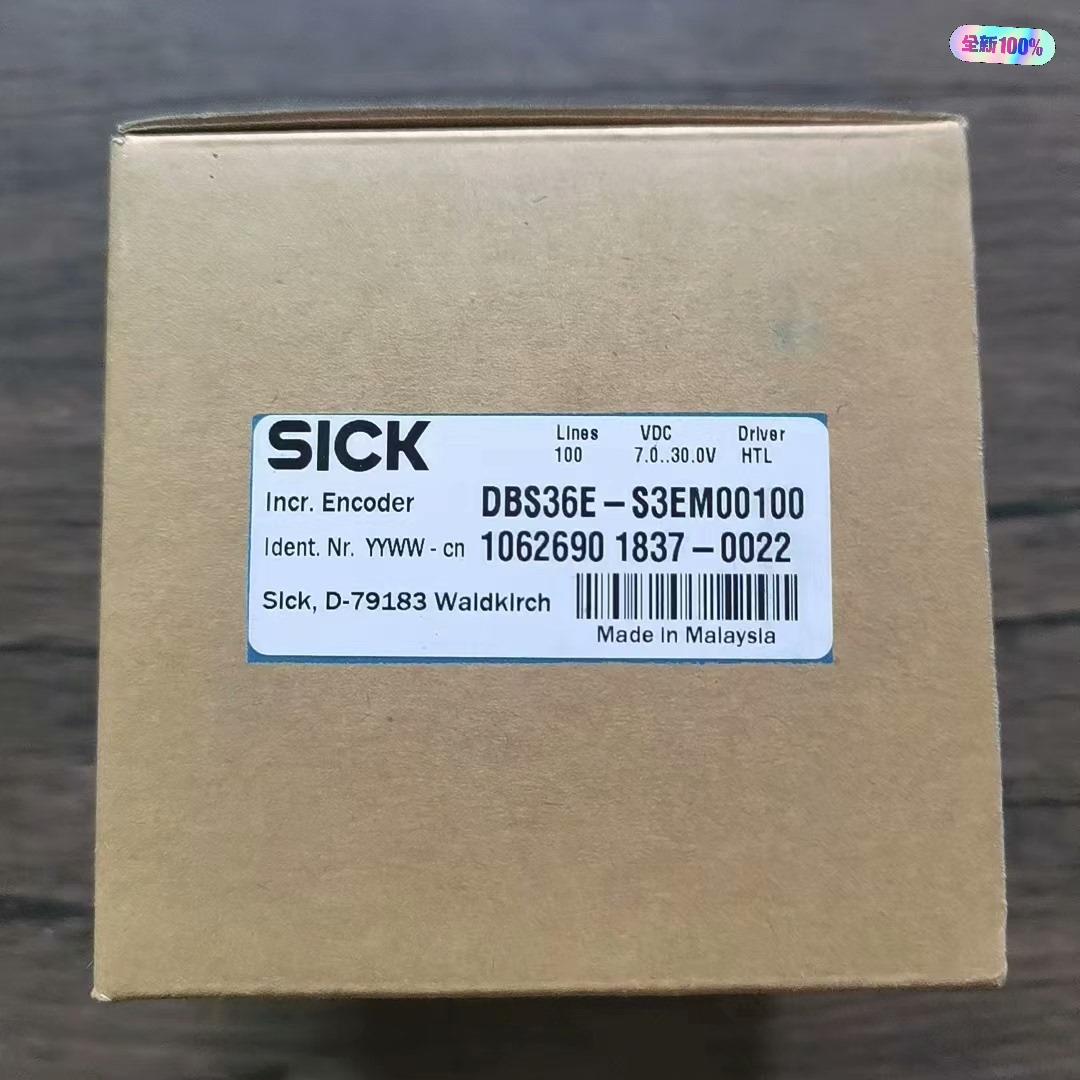 全新100%
SICK
Lines VDC Driver
100 7.0..30.0V HTL
Incr. Encoder DBS36E-S3EM00100
Ident. Nr. YYWW - cn 1062690 1837-0022
Sick, D-79183 Waldkirch
Made in Malaysia